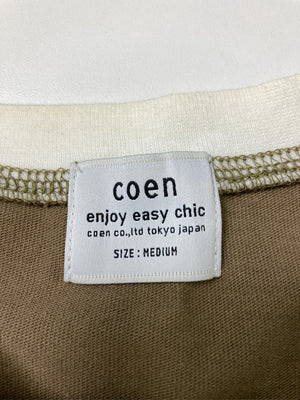 coen
enjoy easy chic
coen co.,ltd tokyo japan
SIZE : MEDIUM